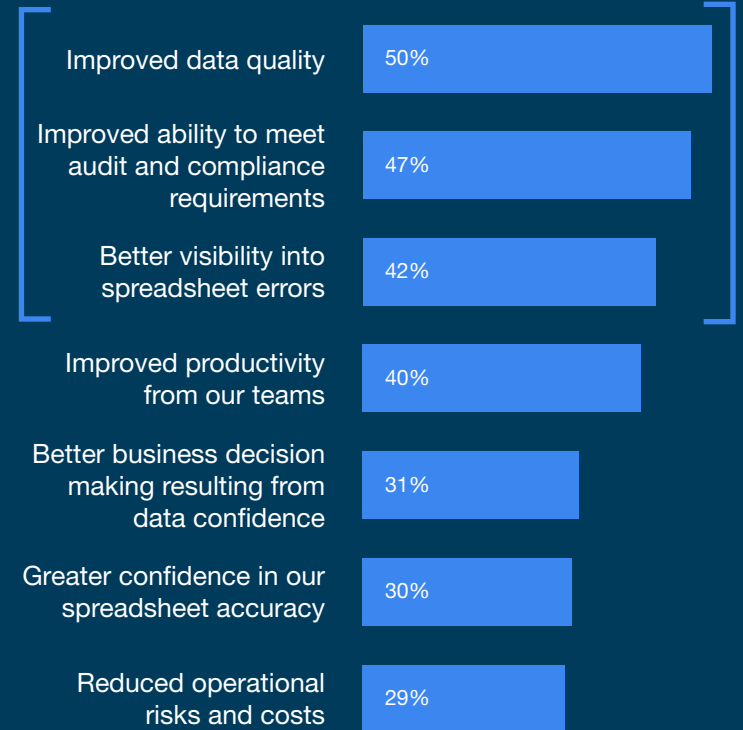 Improved data quality
50%
Improved ability to meet
audit and compliance
requirements
47%
Better visibility into
spreadsheet errors
42%
Improved productivity
from our teams
40%
Better business decision
making resulting from
data confidence
31%
Greater confidence in our
spreadsheet accuracy
30%
Reduced operational
risks and costs
29%